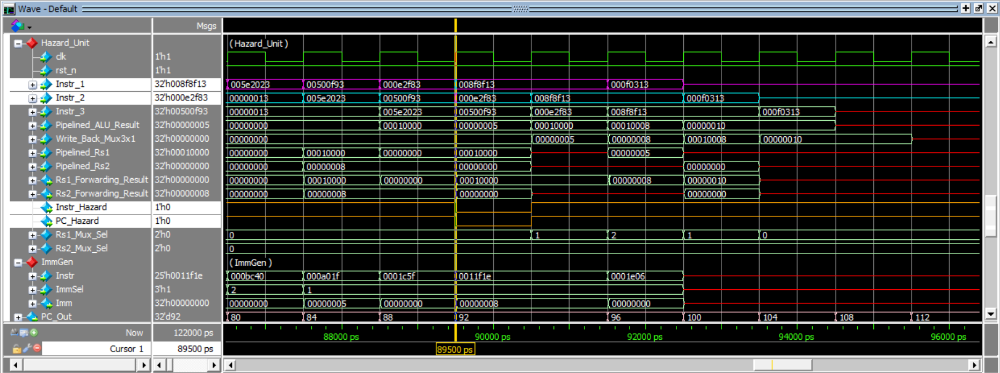 Wave - Default
Msgs
Hazard_Unit (Hazard_Unit)
clk 1'h1
rst_n 1'h1
Instr_1 32'h008f8f13 005e2023 00500f93 000e2f83 008f8f13 000f0313
Instr_2 32'h000e2f83 00000013 005e2023 00500f93 000e2f83 008f8f13 000f0313
Instr_3 32'h00500f93 00000013 005e2023 00500f93 000e2f83 008f8f13 000f0313
Pipelined_ALU_Result 32'h00000005 00000000 00010000 00000005 00010000 00010008 00000010
Write_Back_Mux3x1 32'h00000000 00000000 00000005 00000008 00010008 00000010
Pipelined_Rs1 32'h00010000 00000000 00010000 00000000 00010000 00000005
Pipelined_Rs2 32'h00000000 00000000 00000008 00000000 00000000
Rs1_Forwarding_Result 32'h00000000 00000000 00010000 00000000 00010000 00000008 00000010
Rs2_Forwarding_Result 32'h00000008 00000000 00000008 00000000 00000000
Instr_Hazard 1'h0
PC_Hazard 1'h0
Rs1_Mux_Sel 2'h0 0 1 2 1 0
Rs2_Mux_Sel 2'h0 0
ImmGen (ImmGen)
Instr 25'h0011f1e 000bc40 000a01f 0001c5f 0011f1e 0001e06
ImmSel 3'h1 2 1
Imm 32'h00000000 00000000 00000005 00000000 00000008 00000000
PC_Out 32'd92 80 84 88 92 96 100 104 108 112
Now 122000 ps 88000 ps 90000 ps 92000 ps 94000 ps 96000 ps
Cursor 1 89500 ps 89500 ps